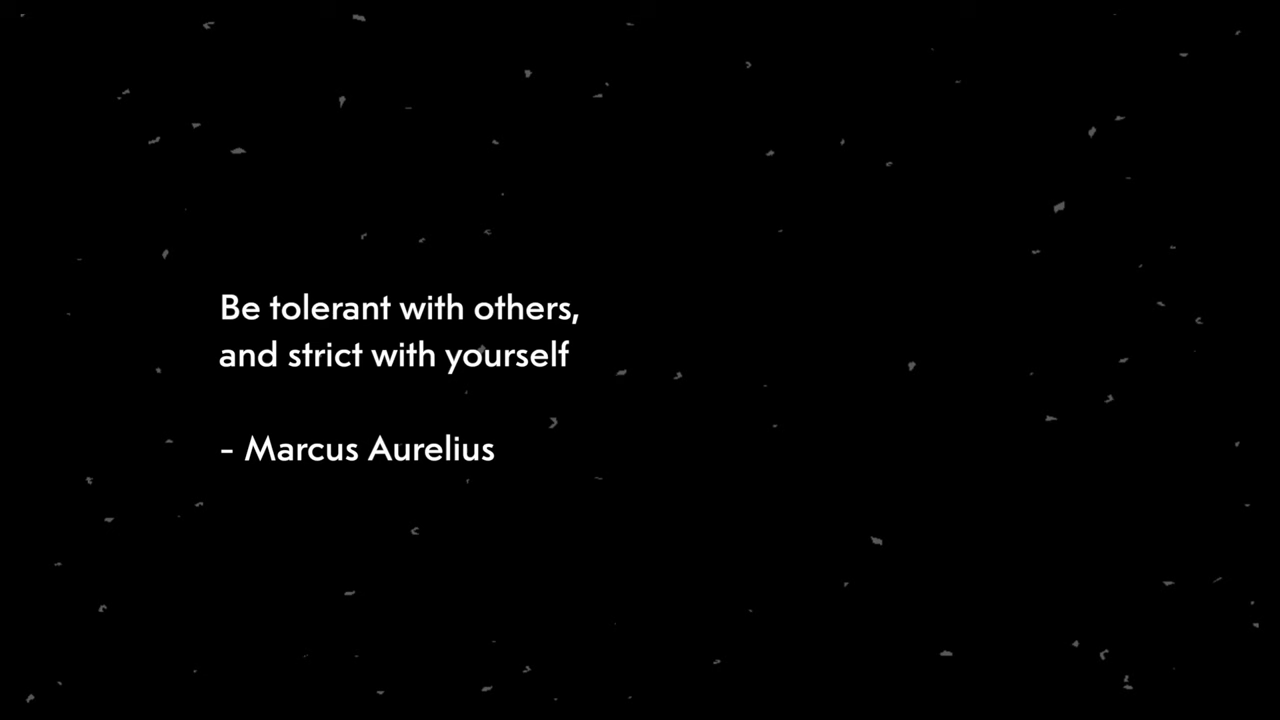 Be tolerant with others,
and strict with yourself
- Marcus Aurelius